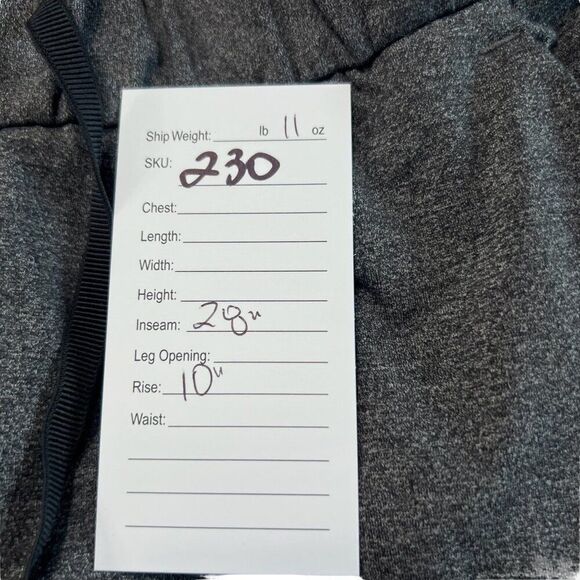 Ship Weight: lb 11 oz
SKU: 230
Chest:
Length:
Width:
Height:
Inseam: 28"
Leg Opening:
Rise: 10"
Waist: